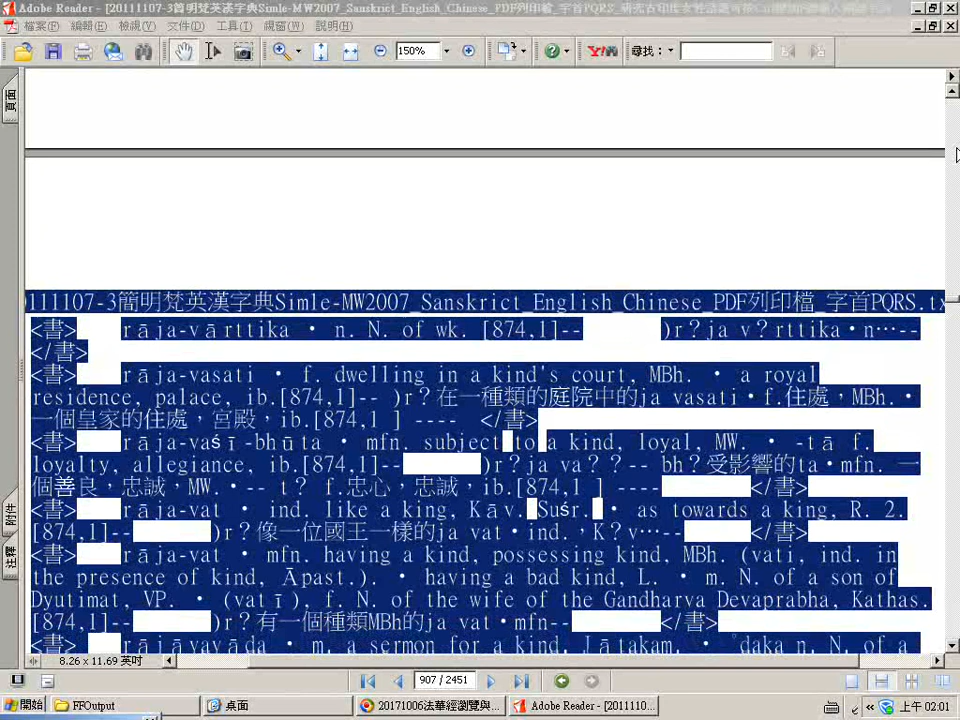 Adobe Reader - [20111107-3簡明梵英漢字典Simle-MW2007_Sanskrict_English_Chinese_PDF列印檔_字首PQRS_
檔案(F) 編輯(E) 檢視(V) 文件(D) 工具(T) 視窗(W) 說明(H)
150% Y! 尋找:
頁面
)111107-3簡明梵英漢字典Simle-MW2007_Sanskrict_English_Chinese_PDF列印檔_字首PQRS.tx
<書> rāja-vārttika • n. N. of wk. [874,1]-- )r?ja v?rttika•n…--
</書>
<書> rāja-vasati • f. dwelling in a kind's court, MBh. • a royal
residence, palace, ib.[874,1]-- )r?在一種類的庭院中的ja vasati•f.住處,MBh.•
一個皇家的住處,宮殿,ib.[874,1 ] ---- </書>
<書> rāja-vaśī-bhūta • mfn. subject to a kind, loyal, MW. • -tā f.
loyalty, allegiance, ib.[874,1]-- )r?ja va??-- bh?受影響的ta•mfn. 一
個善良,忠誠,MW.•-- t? f.忠心,忠誠,ib.[874,1 ] ---- </書>
<書> rāja-vat • ind. like a king, Kāv. Suśr. • as towards a king, R. 2.
[874,1]-- )r?像一位國王一樣的ja vat•ind.,K?v…-- </書>
<書> rāja-vat • mfn. having a kind, possessing kind, MBh. (vati, ind. in
the presence of kind, Āpast.). • having a bad kind, L. • m. N. of a son of
Dyutimat, VP. • (vatī), f. N. of the wife of the Gandharva Devaprabha, Kathas.
[874,1]-- )r?有一個種類MBh的ja vat•mfn-- </書>
<書> rājayavāda • m. a sermon for a kind, Jātakam. • °daka n. N. of a
附件
注釋
8.26 x 11.69 英吋
907 / 2451
開始 FFOutput 桌面 20171006法華經瀏覽與... Adobe Reader - [2011110... 上午 02:01